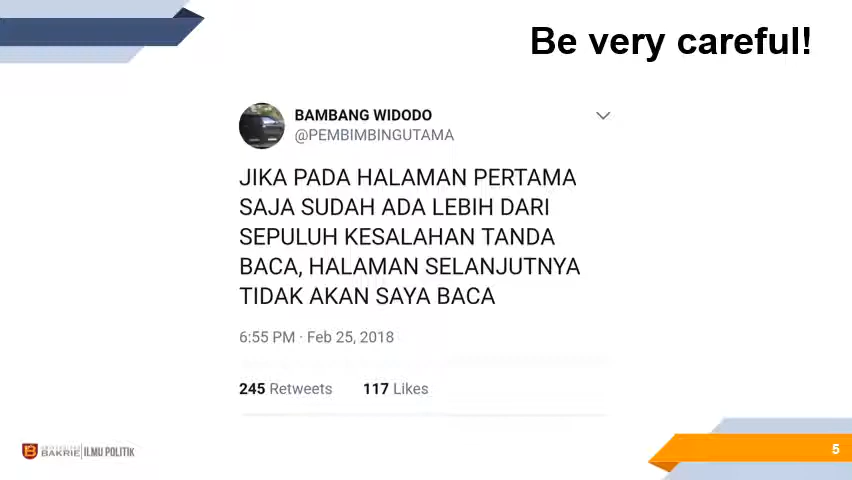 Be very careful!
BAMBANG WIDODO
@PEMBIMBINGUTAMA
JIKA PADA HALAMAN PERTAMA
SAJA SUDAH ADA LEBIH DARI
SEPULUH KESALAHAN TANDA
BACA, HALAMAN SELANJUTNYA
TIDAK AKAN SAYA BACA
6:55 PM · Feb 25, 2018
245 Retweets 117 Likes
UNIVERSITAS
BAKRIE | ILMU POLITIK
5